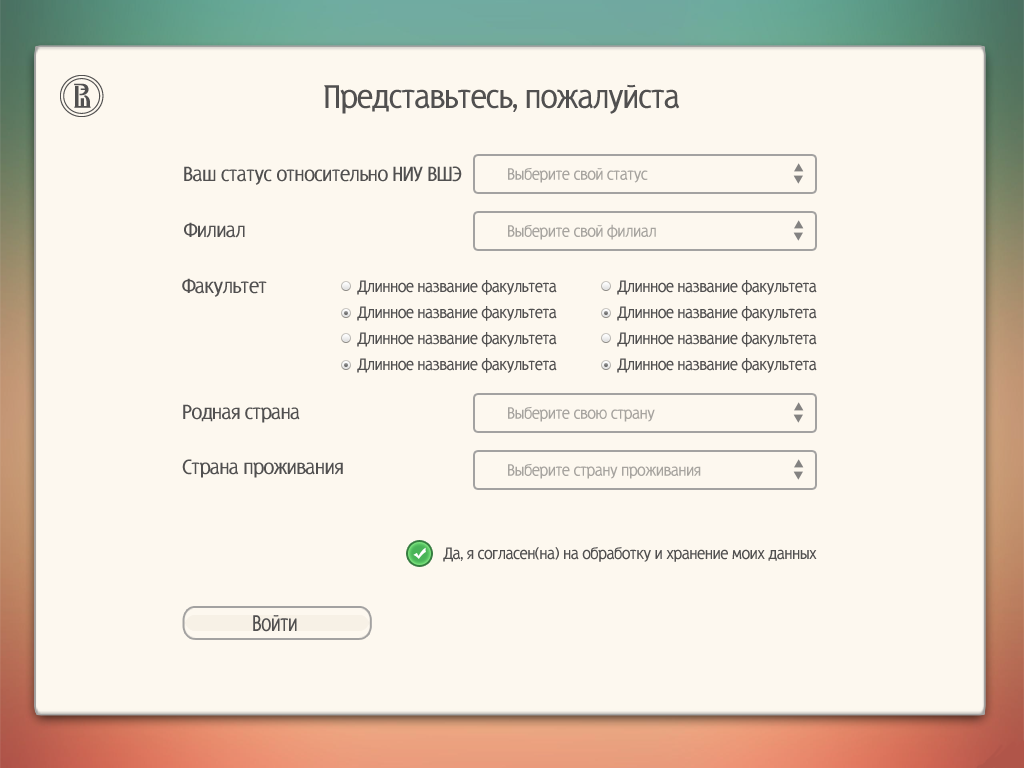 Представьтесь, пожалуйста
Ваш статус относительно НИУ ВШЭ Выберите свой статус
Филиал Выберите свой филиал
Факультет Длинное название факультета Длинное название факультета
Длинное название факультета Длинное название факультета
Длинное название факультета Длинное название факультета
Длинное название факультета Длинное название факультета
Родная страна Выберите свою страну
Страна проживания Выберите страну проживания
Да, я согласен(на) на обработку и хранение моих данных
Войти